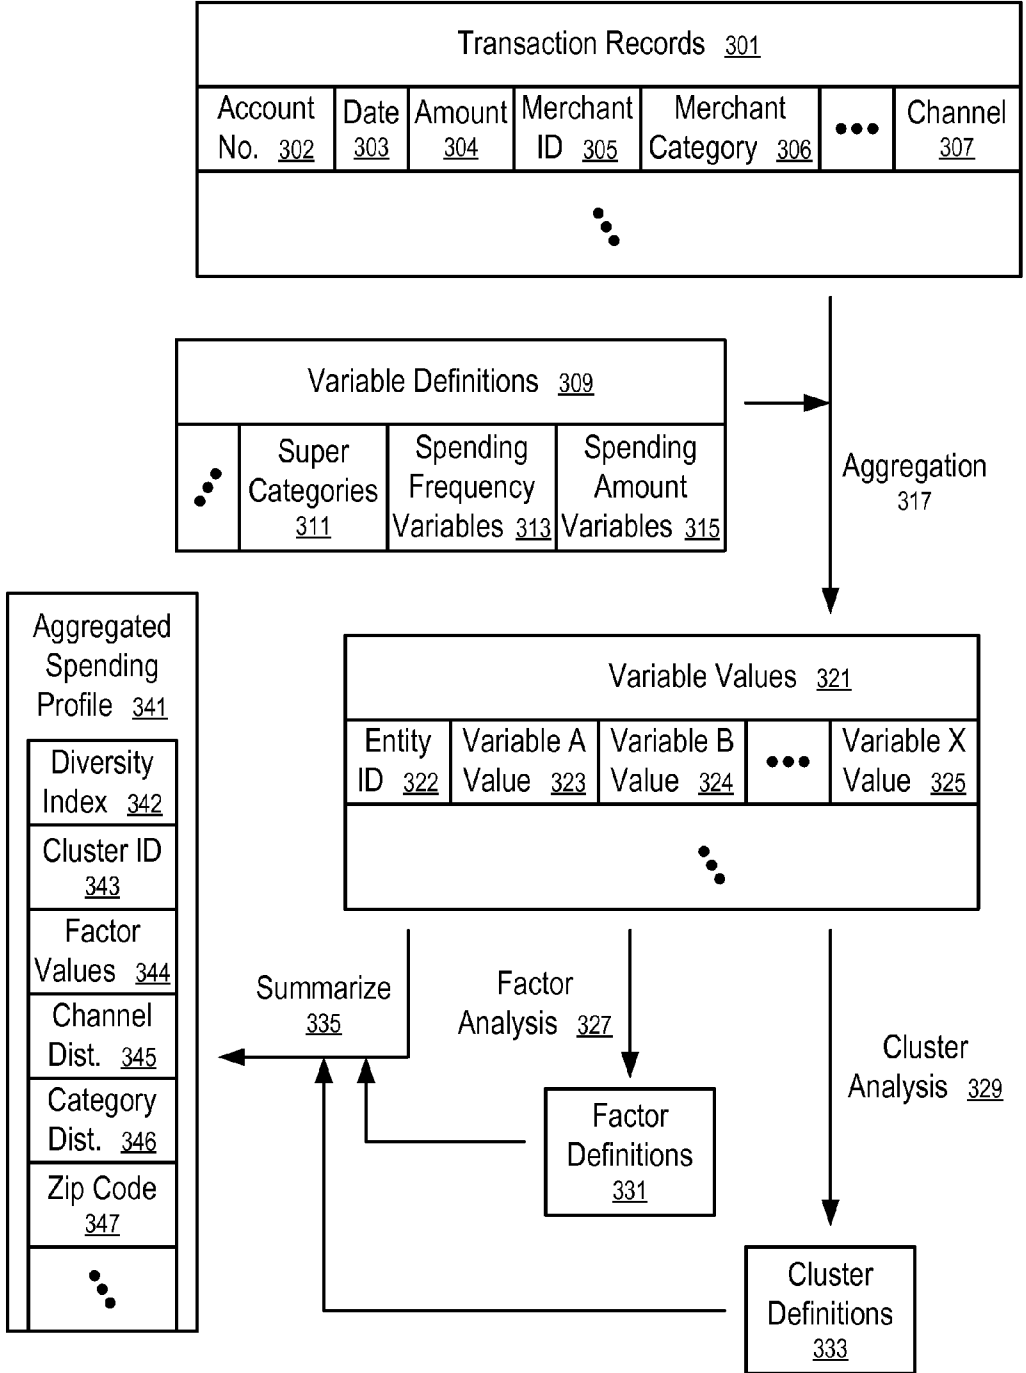 Transaction Records 301
Account
No. 302
Date
303
Amount
304
Merchant
ID 305
Merchant
Category 306
Channel
307
Variable Definitions 309
Super
Categories
311
Spending
Frequency
Variables 313
Spending
Amount
Variables 315
Aggregation
317
Aggregated
Spending
Profile 341
Diversity
Index 342
Cluster ID
343
Factor
Values 344
Channel
Dist. 345
Category
Dist. 346
Zip Code
347
Variable Values 321
Entity
ID 322
Variable A
Value 323
Variable B
Value 324
Variable X
Value 325
Summarize
335
Factor
Analysis 327
Cluster
Analysis 329
Factor
Definitions
331
Cluster
Definitions
333